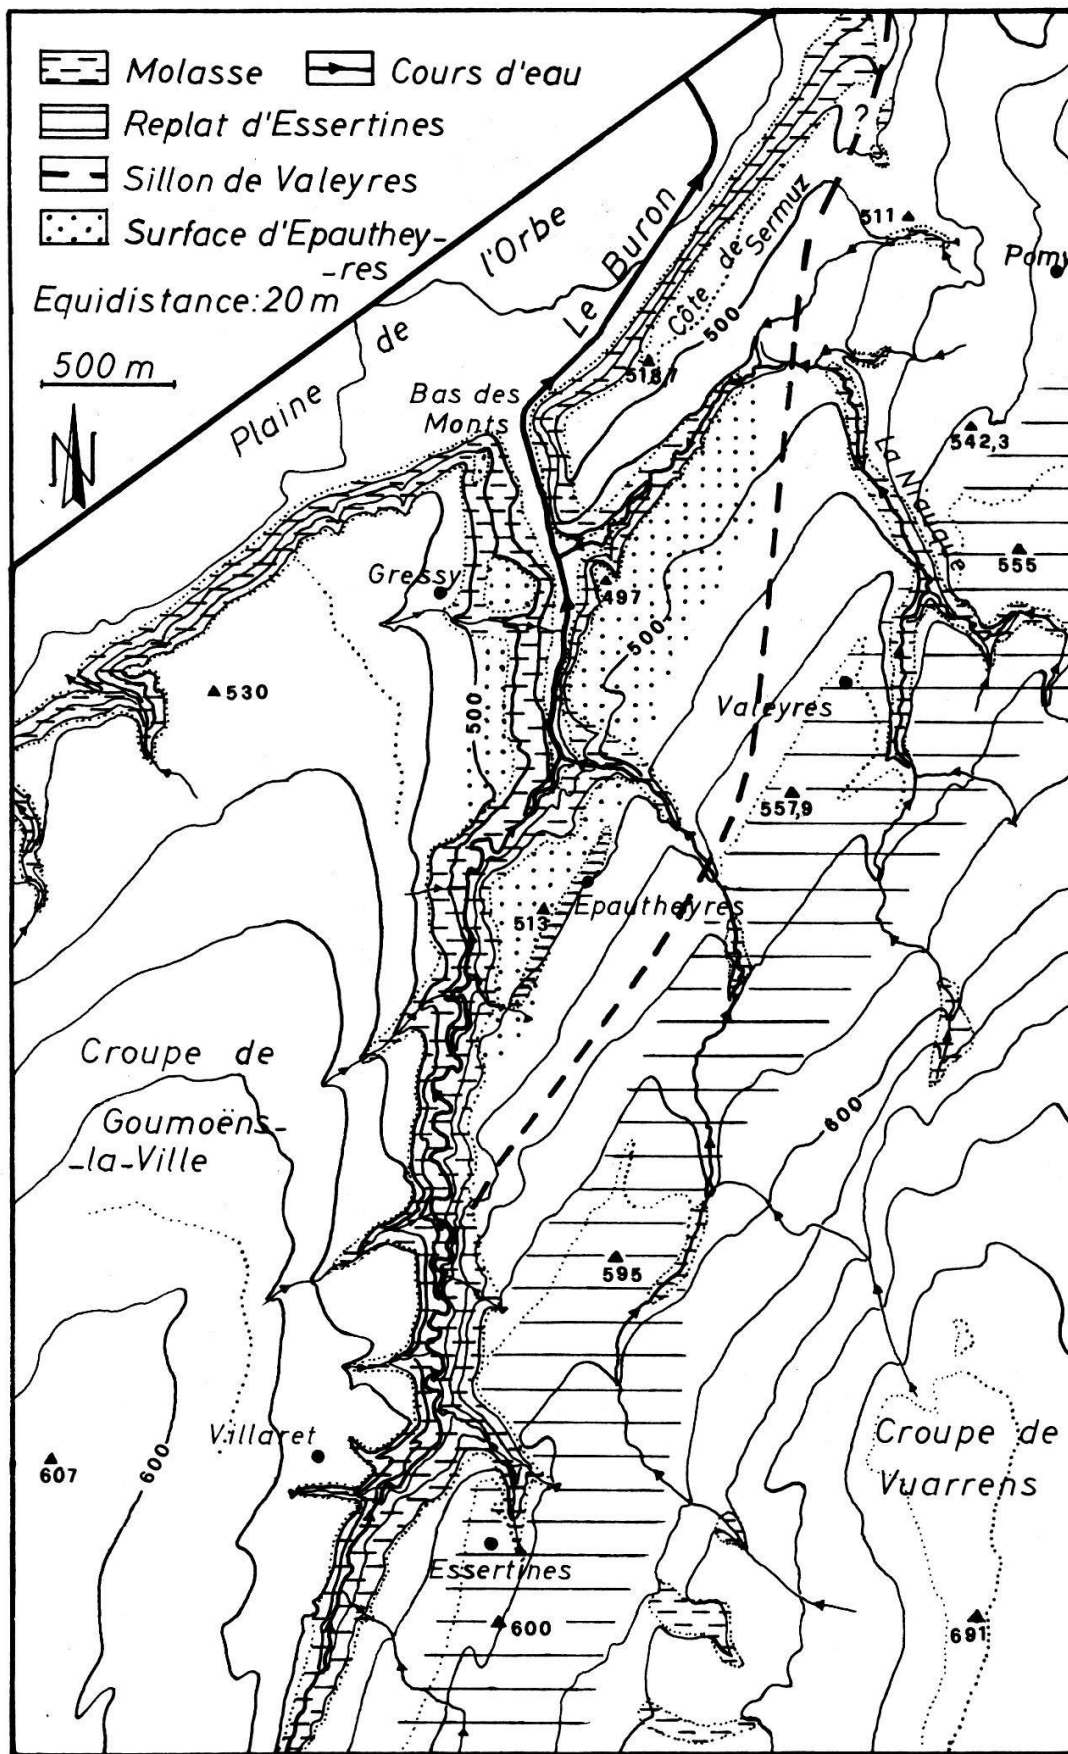 Molasse
Cours d'eau
Replat d'Essertines
Sillon de Valeyres
Surface d'Epauthey-
-res
Equidistance: 20 m
500 m
N
Plaine de l'Orbe
Le Buron
Côte de Sermuz
?
511
Pomy
500
518,7
Bas des
Monts
542,3
La Niauque
555
Gressy
497
500
530
500
Valeyres
557,9
Epautheyres
513
Croupe de
Goumoëns-
-la-Ville
600
595
Villaret
607
600
Croupe de
Vuarrens
Essertines
600
691